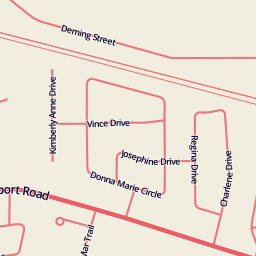 Deming Street
Kimberly Anne Drive
Vince Drive
Josephine Drive
Regina Drive
Charlene Drive
Donna Marie Circle
port Road
Mar Trail